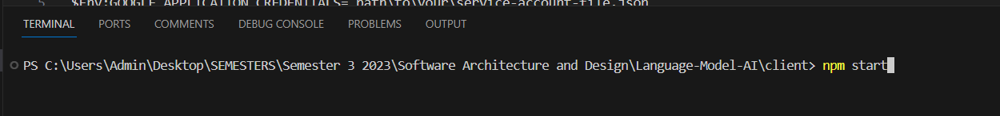 $Env:GOOGLE_APPLICATION_CREDENTIALS= path\to\your\service-account-file.json
TERMINAL PORTS COMMENTS DEBUG CONSOLE PROBLEMS OUTPUT
PS C:\Users\Admin\Desktop\SEMESTERS\Semester 3 2023\Software Architecture and Design\Language-Model-AI\client> npm start